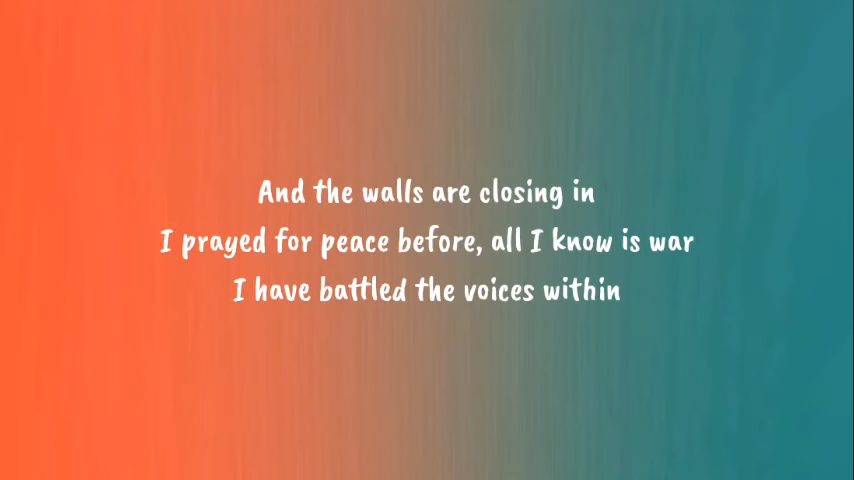 And the walls are closing in
I prayed for peace before, all I know is war
I have battled the voices within